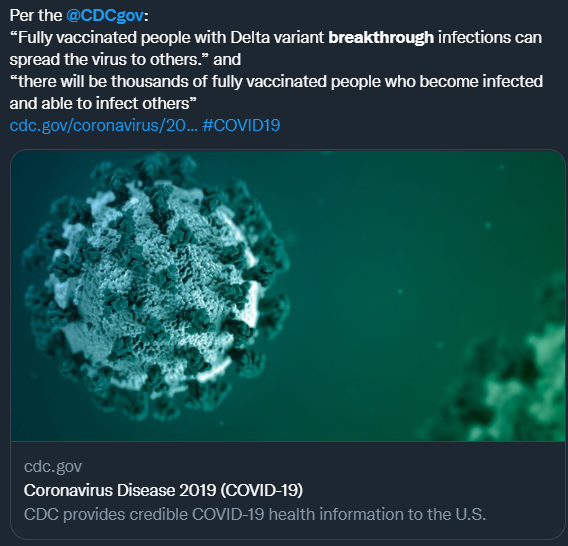 Per the @CDCgov:
“Fully vaccinated people with Delta variant breakthrough infections can
spread the virus to others.” and
“there will be thousands of fully vaccinated people who become infected
and able to infect others”
cdc.gov/coronavirus/20... #COVID19
cdc.gov
Coronavirus Disease 2019 (COVID-19)
CDC provides credible COVID-19 health information to the U.S.